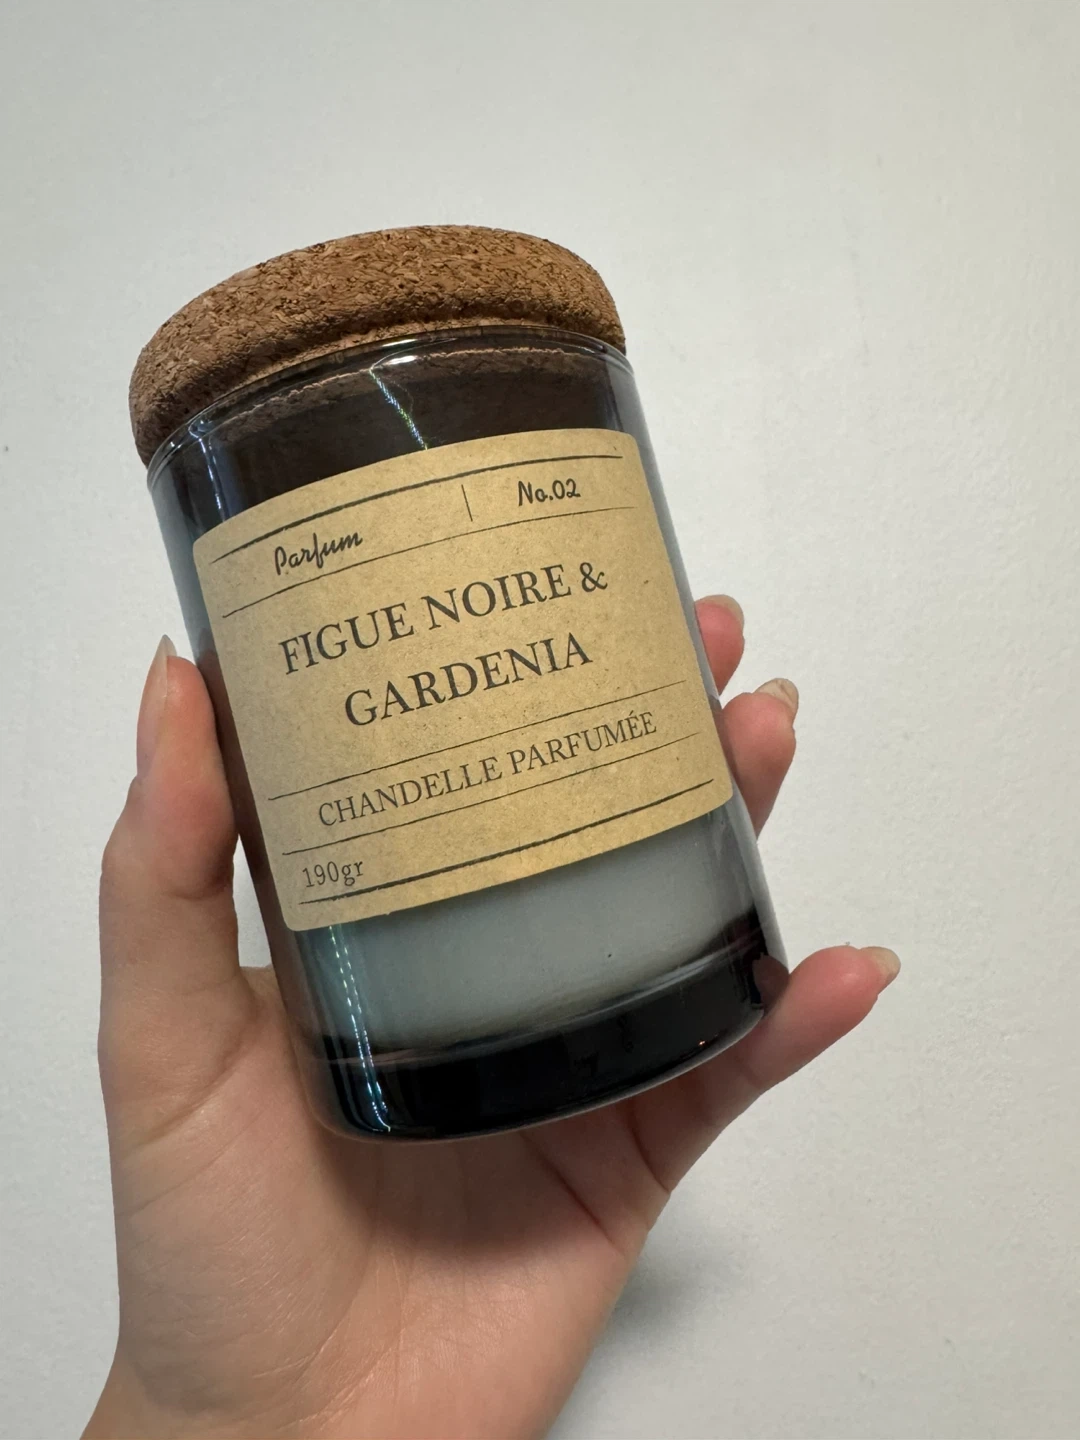 Parfum | No.02
FIGUE NOIRE &
GARDENIA
CHANDELLE PARFUMÉE
190gr